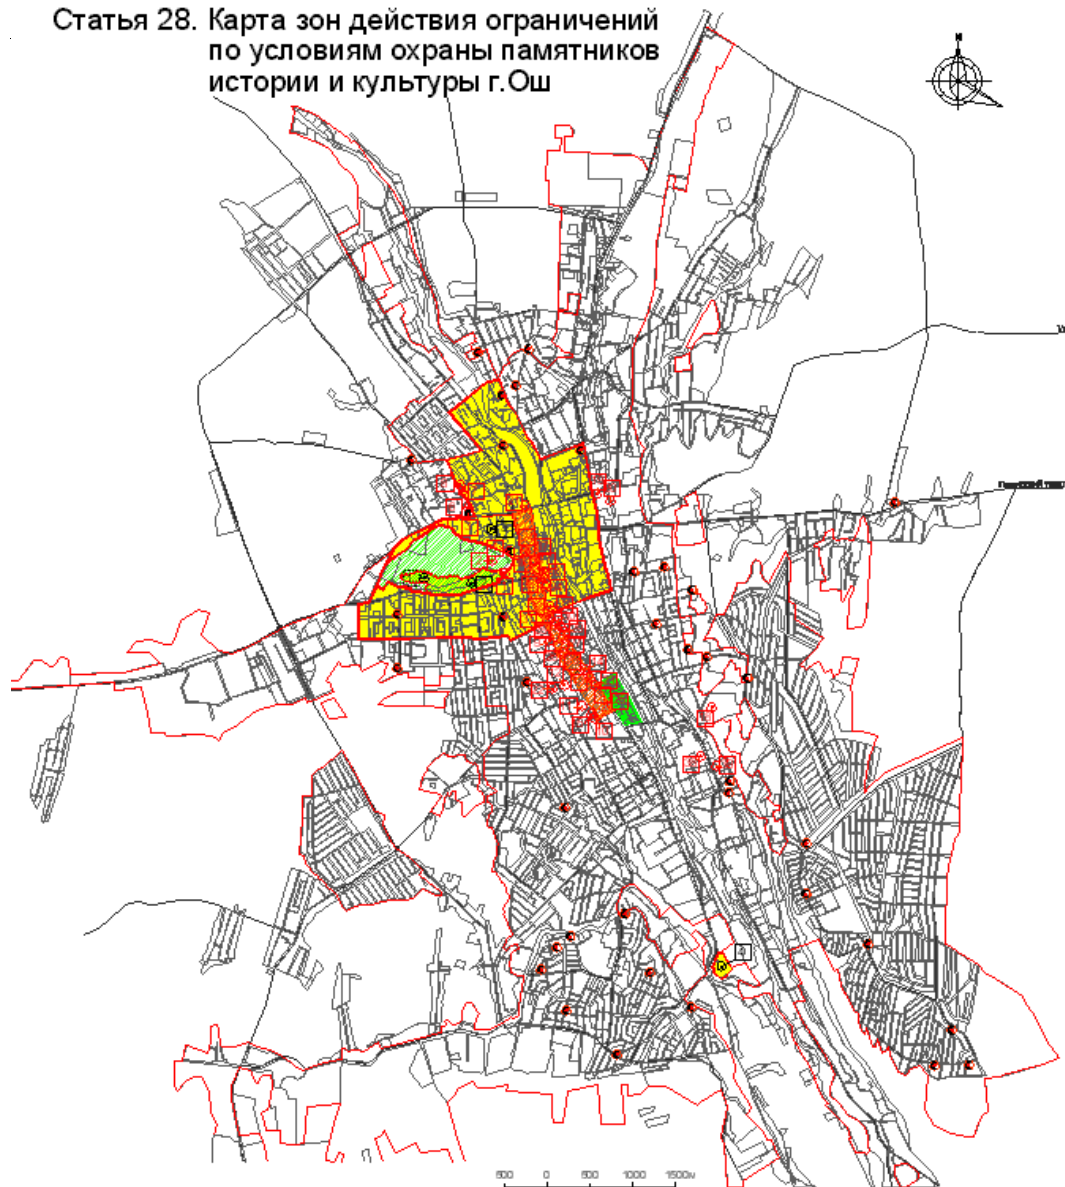 Статья 28. Карта зон действия ограничений
по условиям охраны памятников
истории и культуры г.Ош
500 0 500 1000 1500м